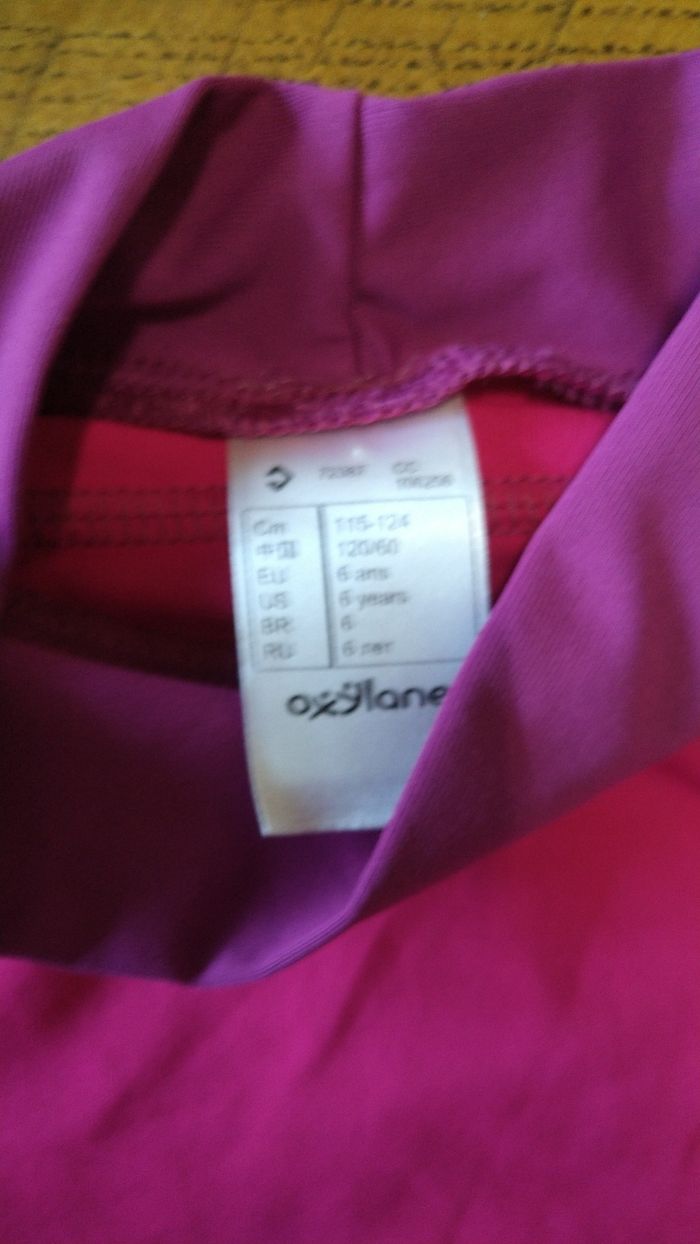 CC
Cm 115-124
中国 120/60
EU: 6 ans
US: 6 years
BR: 6
RU: 6 лет
oxylane